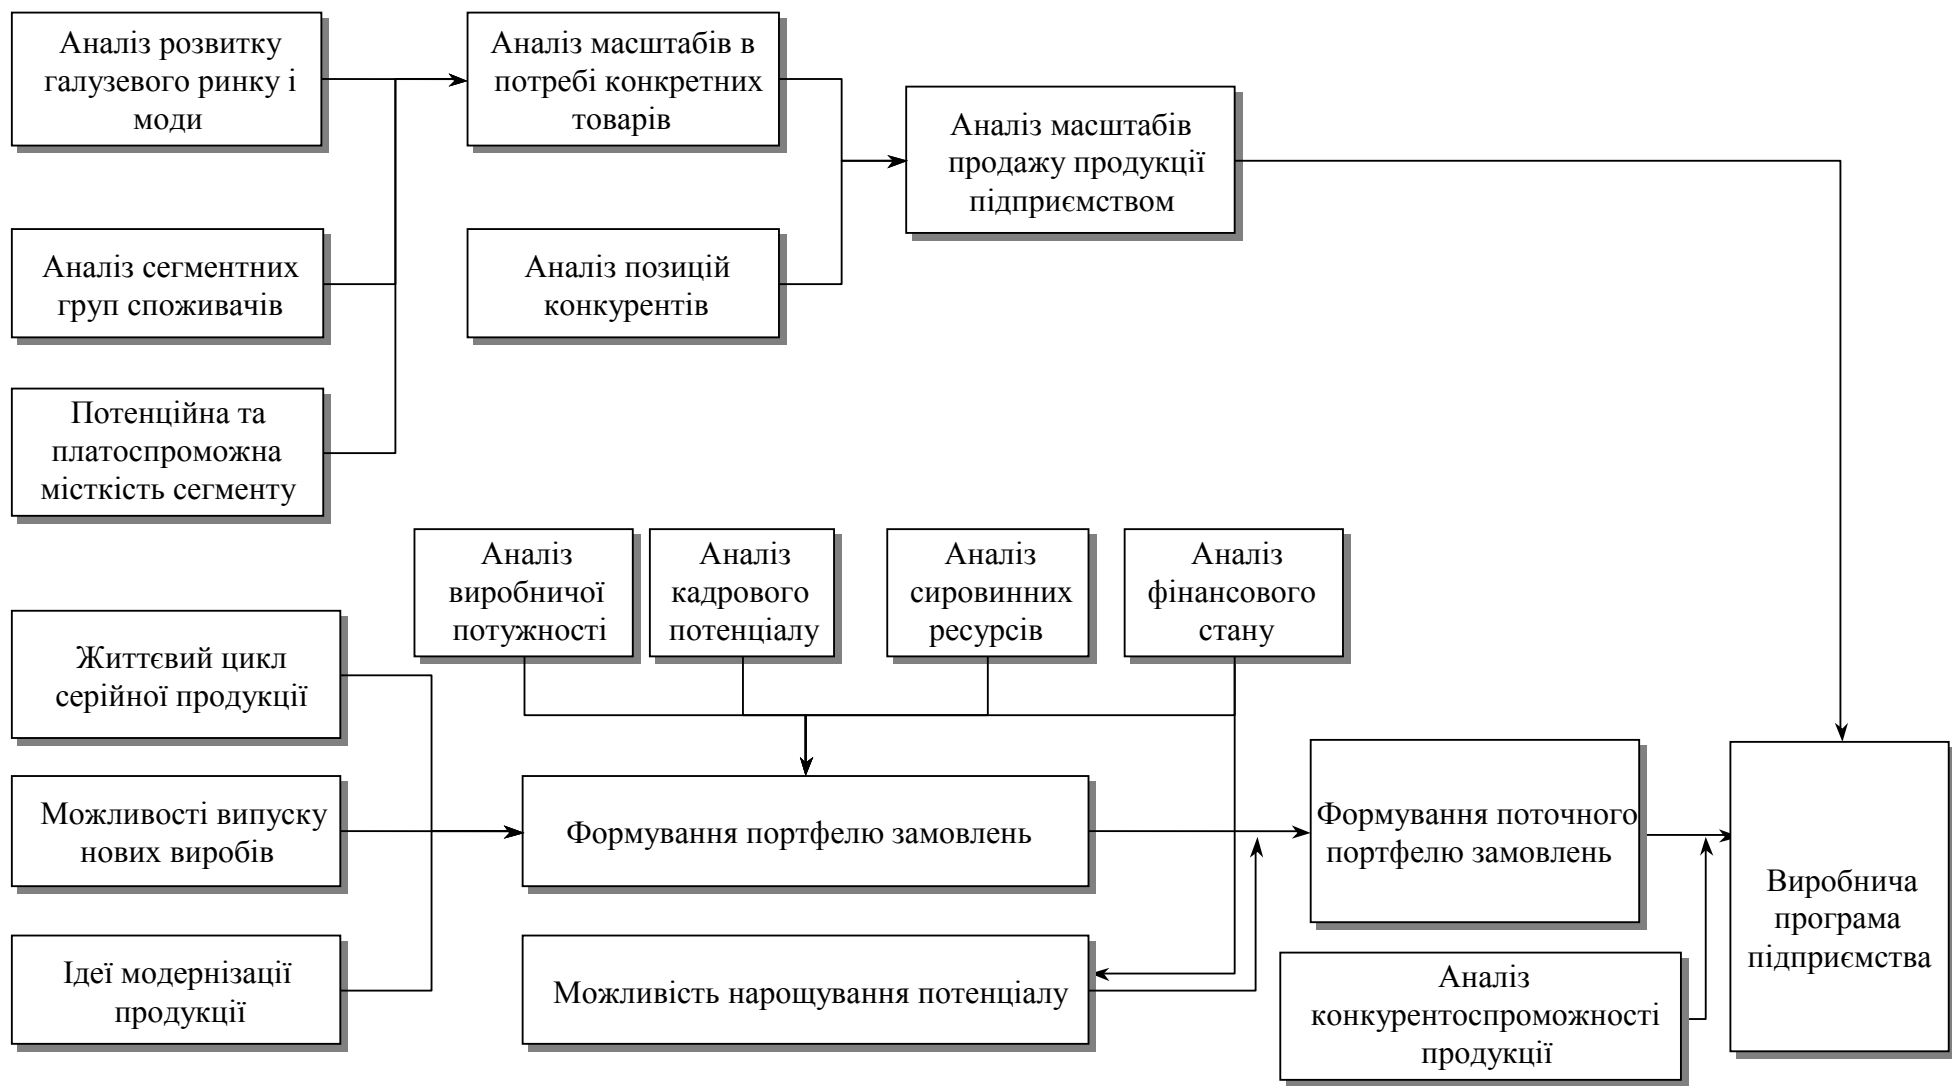 Аналіз розвитку
галузевого ринку і
моди
Аналіз масштабів в
потребі конкретних
товарів
Аналіз масштабів
продажу продукції
підприємством
Аналіз сегментних
груп споживачів
Аналіз позицій
конкурентів
Потенційна та
платоспроможна
місткість сегменту
Аналіз
виробничої
потужності
Аналіз
кадрового
потенціалу
Аналіз
сировинних
ресурсів
Аналіз
фінансового
стану
Життєвий цикл
серійної продукції
Можливості випуску
нових виробів
Формування портфелю замовлень
Формування поточного
портфелю замовлень
Виробнича
програма
підприємства
Ідеї модернізації
продукції
Можливість нарощування потенціалу
Аналіз
конкурентоспроможності
продукції